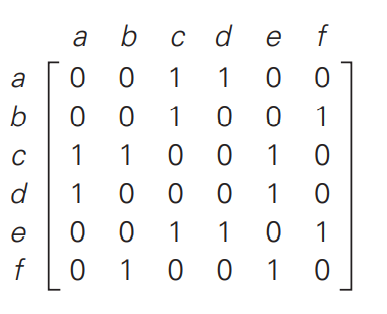 a b c d e f
a 0 0 1 1 0 0
b 0 0 1 0 0 1
c 1 1 0 0 1 0
d 1 0 0 0 1 0
e 0 0 1 1 0 1
f 0 1 0 0 1 0